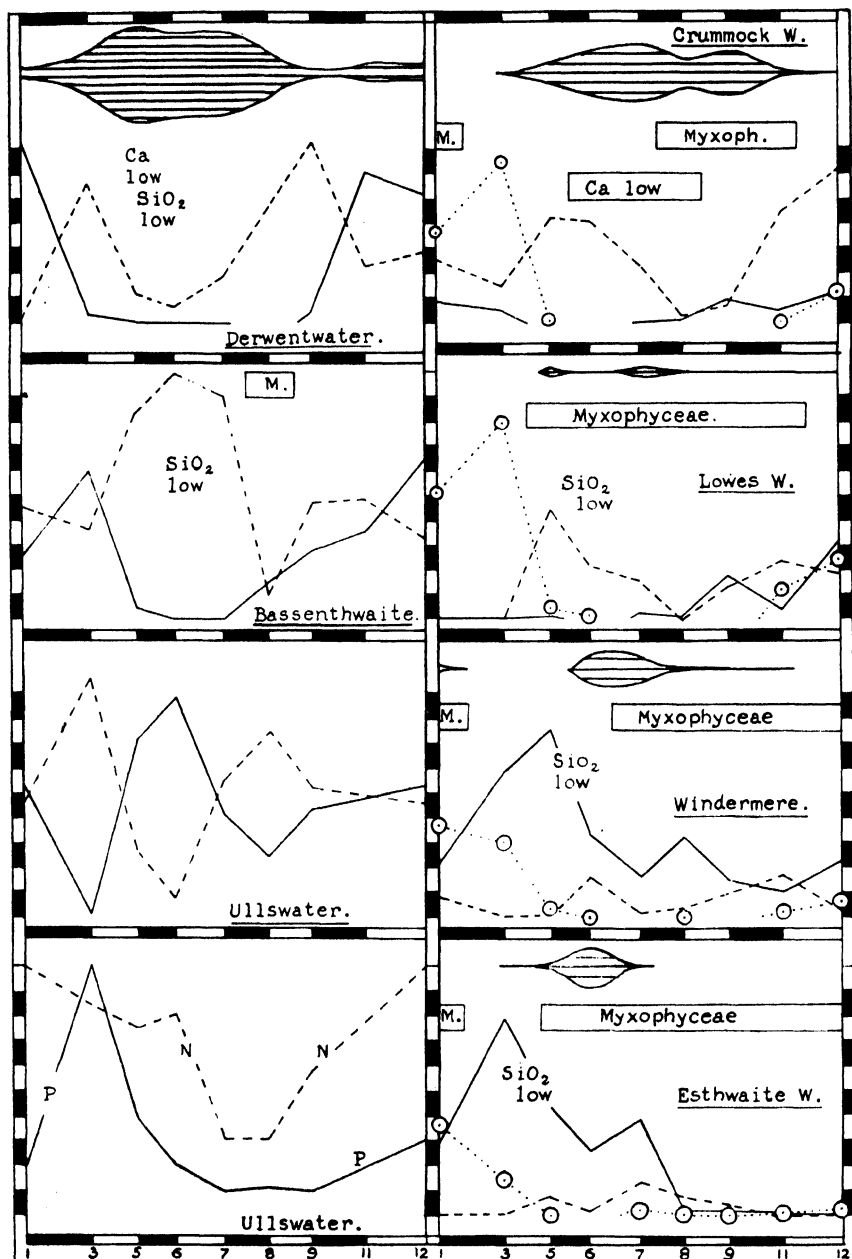 Ca
low
SiO₂
low
Derwentwater.
M.
SiO₂
low
Bassenthwaite.
Ullswater.
N
N
P
P
Ullswater.
1 3 5 6 7 8 9 11 12
Crummock W.
M.
Myxoph.
Ca low
Myxophyceae.
SiO₂
low
Lowes W.
M.
Myxophyceae
SiO₂
low
Windermere.
M.
Myxophyceae
SiO₂
low
Esthwaite W.
1 3 5 6 7 8 9 11 12